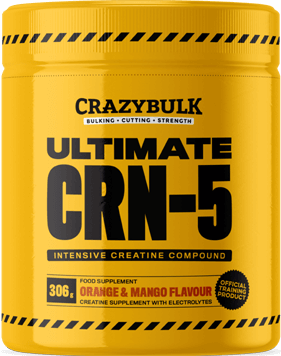 CRAZYBULK
BULKING • CUTTING • STRENGTH
ULTIMATE
CRN-5
INTENSIVE CREATINE COMPOUND
306g
FOOD SUPPLEMENT
ORANGE & MANGO FLAVOUR
CREATINE SUPPLEMENT WITH ELECTROLYTES
OFFICIAL
TRAINING
PRODUCT